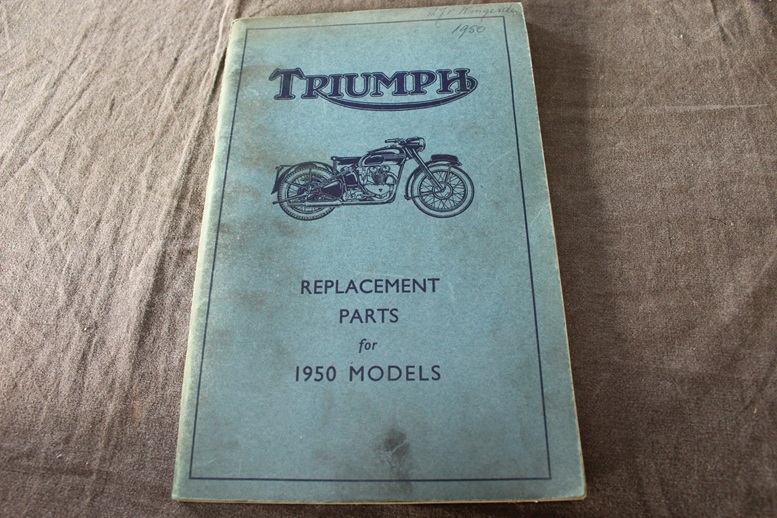 1950
TRIUMPH
REPLACEMENT
PARTS
for
1950 MODELS